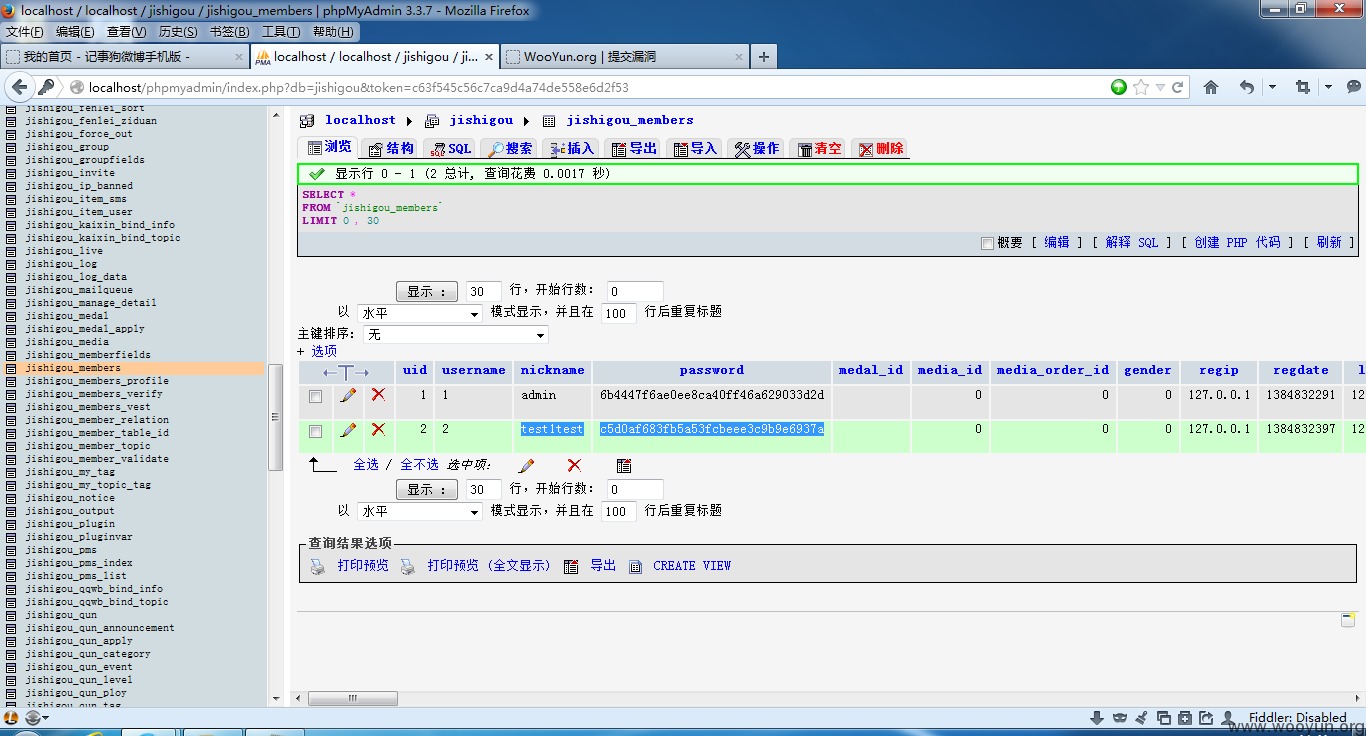 localhost / localhost / jishigou / jishigou_members | phpMyAdmin 3.3.7 - Mozilla Firefox
文件(F) 编辑(E) 查看(V) 历史(S) 书签(B) 工具(T) 帮助(H)
我的首页 - 记事狗微博手机版 -
localhost / localhost / jishigou / ji...
WooYun.org | 提交漏洞
localhost/phpmyadmin/index.php?db=jishigou&token=c63f545c56c7ca9d4a74de558e6d2f53
jishigou_fenlei_sort
jishigou_fenlei_ziduan
jishigou_force_out
jishigou_group
jishigou_groupfields
jishigou_invite
jishigou_ip_banned
jishigou_item_sms
jishigou_item_user
jishigou_kaixin_bind_info
jishigou_kaixin_bind_topic
jishigou_live
jishigou_log
jishigou_log_data
jishigou_mailqueue
jishigou_manage_detail
jishigou_medal
jishigou_medal_apply
jishigou_media
jishigou_memberfields
jishigou_members
jishigou_members_profile
jishigou_members_verify
jishigou_members_vest
jishigou_member_relation
jishigou_member_table_id
jishigou_member_topic
jishigou_member_validate
jishigou_my_tag
jishigou_my_topic_tag
jishigou_notice
jishigou_output
jishigou_plugin
jishigou_pluginvar
jishigou_pms
jishigou_pms_index
jishigou_pms_list
jishigou_qqwb_bind_info
jishigou_qqwb_bind_topic
jishigou_qun
jishigou_qun_announcement
jishigou_qun_apply
jishigou_qun_category
jishigou_qun_event
jishigou_qun_level
jishigou_qun_ploy
jishigou_qun_tag
localhost ▸ jishigou ▸ jishigou_members
浏览 结构 SQL 搜索 插入 导出 导入 操作 清空 删除
显示行 0 - 1 (2 总计, 查询花费 0.0017 秒)
SELECT *
FROM `jishigou_members`
LIMIT 0 , 30
概要 [ 编辑 ] [ 解释 SQL ] [ 创建 PHP 代码 ] [ 刷新 ]
显示 : 30 行，开始行数: 0
以 水平 模式显示，并且在 100 行后重复标题
主键排序: 无
+ 选项
←T→ uid username nickname password medal_id media_id media_order_id gender regip regdate l
1 1 admin 6b4447f6ae0ee8ca40ff46a629033d2d 0 0 0 127.0.0.1 1384832291 12
2 2 test1test c5d0af683fb5a53fcbeee3c9b9e6937a 0 0 0 127.0.0.1 1384832397 12
全选 / 全不选 选中项:
显示 : 30 行，开始行数: 0
以 水平 模式显示，并且在 100 行后重复标题
查询结果选项
打印预览 打印预览 (全文显示) 导出 CREATE VIEW
Fiddler: Disabled
www.wooyun.org